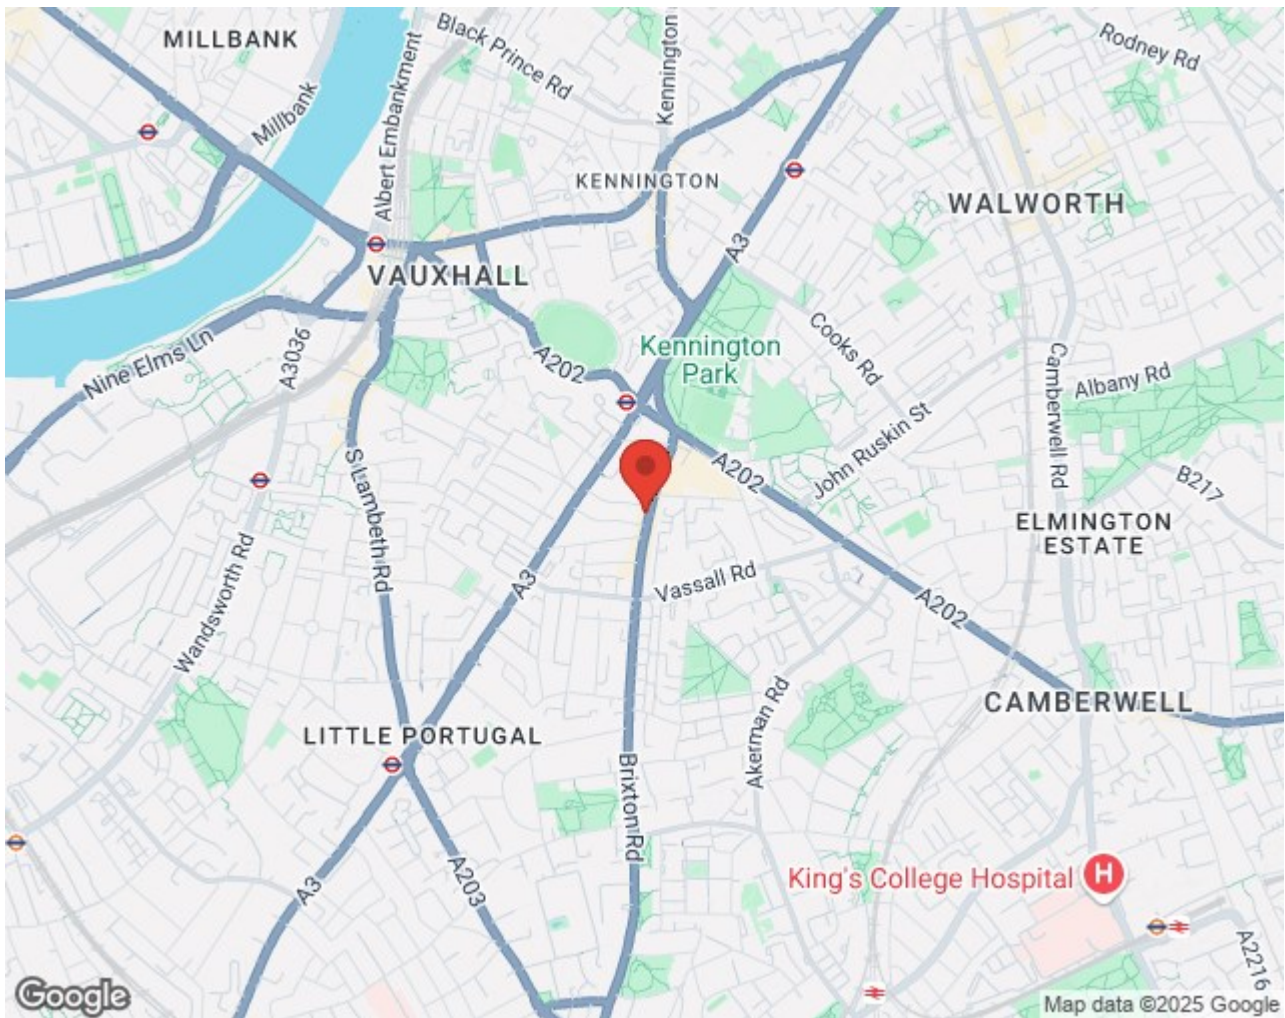 MILLBANK
Black Prince Rd
Kennington
Rodney Rd
Millbank
Albert Embankment
KENNINGTON
WALWORTH
A3
VAUXHALL
Cooks Rd
Kennington
Park
A202
Nine Elms Ln
A3036
Camberwell Rd
Albany Rd
John Ruskin St
A202
B217
S Lambeth Rd
ELMINGTON
ESTATE
Wandsworth Rd
A3
Vassall Rd
A202
CAMBERWELL
LITTLE PORTUGAL
Akerman Rd
Brixton Rd
A3
A203
King's College Hospital
H
A2216
Google
Map data ©2025 Google